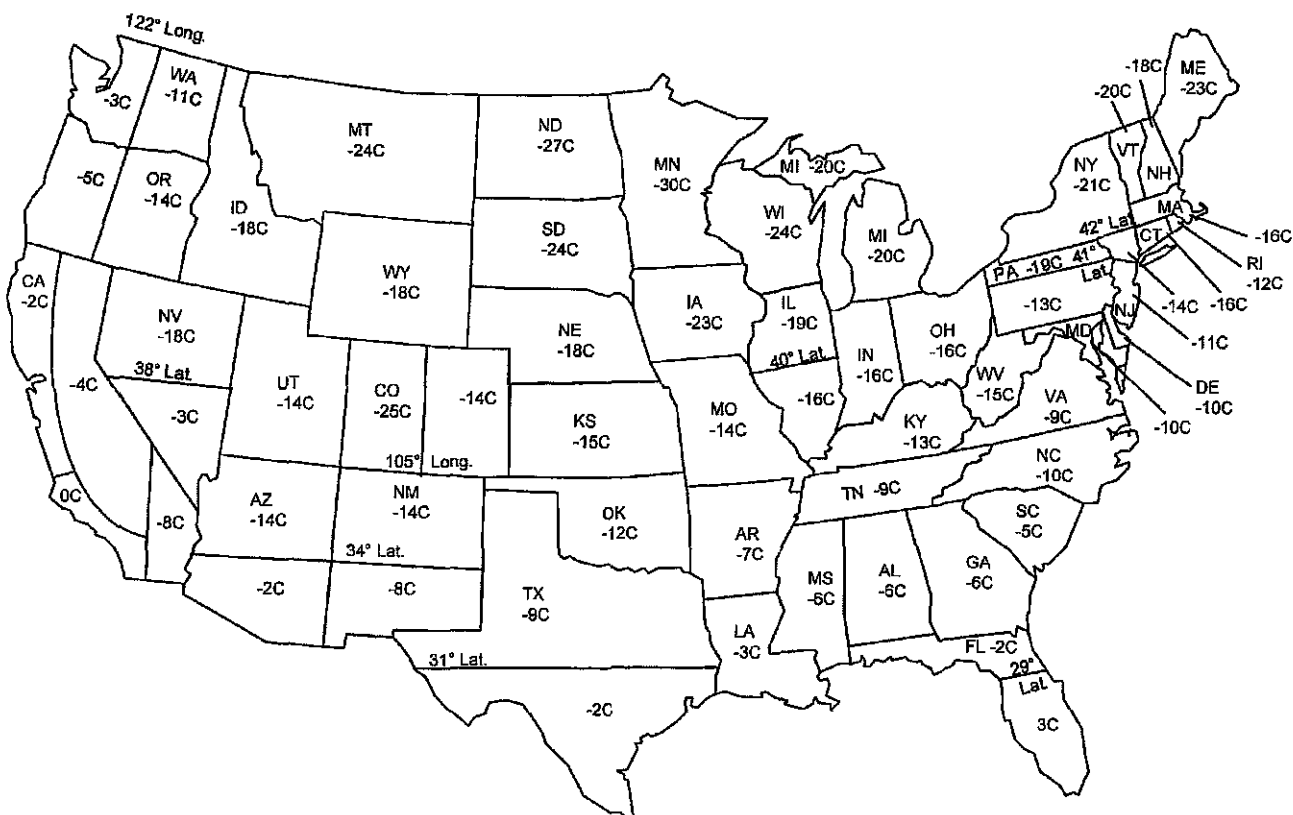 122° Long.
WA
-11C
-3C
MT
-24C
ND
-27C
MN
-30C
MI -20C
-20C
-18C
ME
-23C
VT
NH
NY
-21C
-5C
OR
-14C
ID
-18C
SD
-24C
WI
-24C
MI
-20C
42° Lat.
MA
-16C
CT
RI
-12C
-16C
-14C
PA -19C 41°
Lat.
-13C
NJ
-11C
CA
-2C
NV
-18C
38° Lat.
-3C
WY
-18C
NE
-18C
IA
-23C
IL
-19C
40° Lat.
-16C
IN
-16C
OH
-16C
MD
DE
-10C
-10C
WV
-15C
VA
-9C
-4C
UT
-14C
CO
-25C
-14C
105° Long.
KS
-15C
MO
-14C
KY
-13C
0C
-8C
AZ
-14C
NM
-14C
34° Lat.
OK
-12C
AR
-7C
TN -9C
NC
-10C
SC
-5C
-2C
-8C
TX
-9C
31° Lat.
LA
-3C
MS
-6C
AL
-6C
GA
-6C
FL -2C
29°
Lat.
-2C
3C